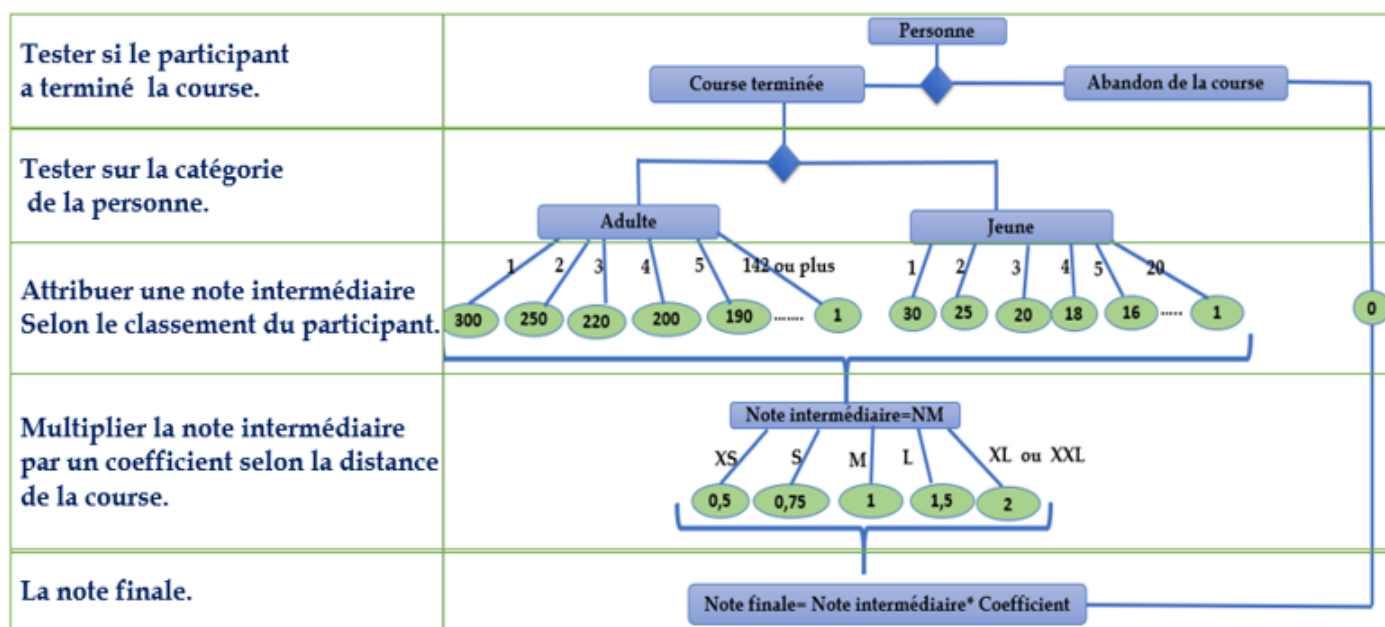 Tester si le participant
a terminé la course.
Personne
Course terminée
Abandon de la course
Tester sur la catégorie
de la personne.
Adulte
Jeune
1 2 3 4 5 142 ou plus
1 2 3 4 5 20
Attribuer une note intermédiaire
Selon le classement du participant.
300 250 220 200 190 ........ 1
30 25 20 18 16 ..... 1
0
Multiplier la note intermédiaire
par un coefficient selon la distance
de la course.
Note intermédiaire=NM
XS S M L XL ou XXL
0,5 0,75 1 1,5 2
La note finale.
Note finale= Note intermédiaire* Coefficient